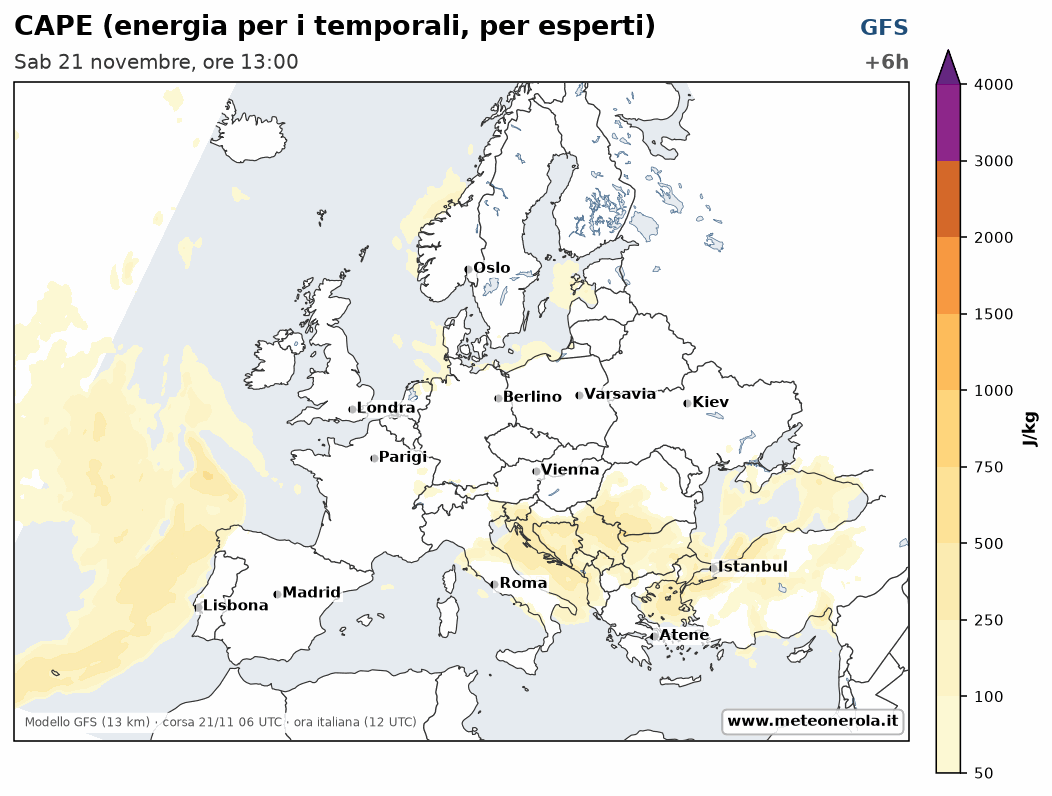 CAPE (energia per i temporali, per esperti)
GFS
Sab 21 novembre, ore 13:00
+6h
4000
3000
2000
1500
1000
750
500
250
100
50
J/kg
Oslo
Londra
Berlino
Varsavia
Kiev
Parigi
Vienna
Istanbul
Roma
Madrid
Lisbona
Atene
Modello GFS (13 km) · corsa 21/11 06 UTC · ora italiana (12 UTC)
www.meteonerola.it